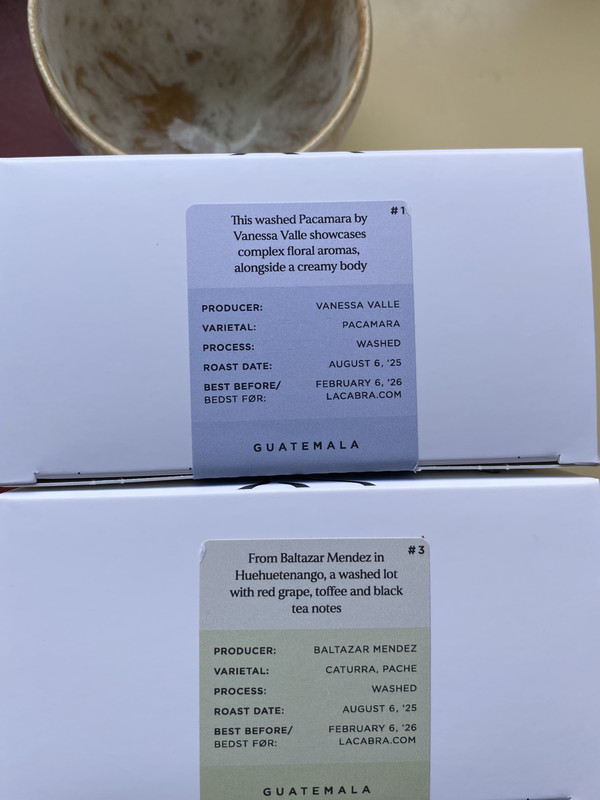 #1
This washed Pacamara by
Vanessa Valle showcases
complex floral aromas,
alongside a creamy body
PRODUCER: VANESSA VALLE
VARIETAL: PACAMARA
PROCESS: WASHED
ROAST DATE: AUGUST 6, '25
BEST BEFORE/ FEBRUARY 6, '26
BEDST FØR: LACABRA.COM
GUATEMALA
#3
From Baltazar Mendez in
Huehuetenango, a washed lot
with red grape, toffee and black
tea notes
PRODUCER: BALTAZAR MENDEZ
VARIETAL: CATURRA, PACHE
PROCESS: WASHED
ROAST DATE: AUGUST 6, '25
BEST BEFORE/ FEBRUARY 6, '26
BEDST FØR: LACABRA.COM
GUATEMALA